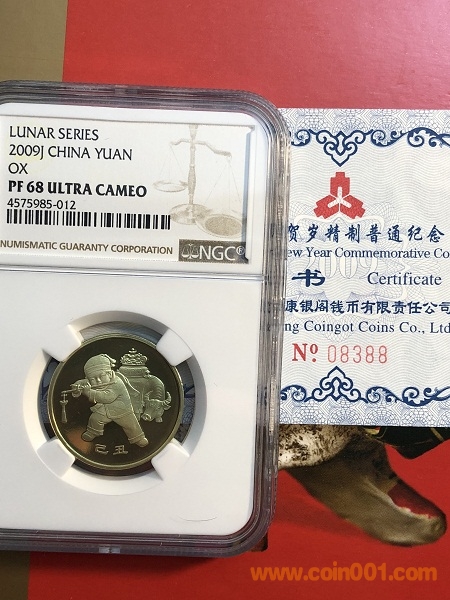 LUNAR SERIES
2009J CHINA YUAN
OX
PF 68 ULTRA CAMEO
4575985-012
NUMISMATIC GUARANTY CORPORATION
NGC®
己丑
贺岁精制普通纪念
ew Year Commemorative Co
2009
书 Certificate
康银阁钱币有限责任公司
ng Coingot Coins Co., Ltd
Nº 08388
www.coin001.com